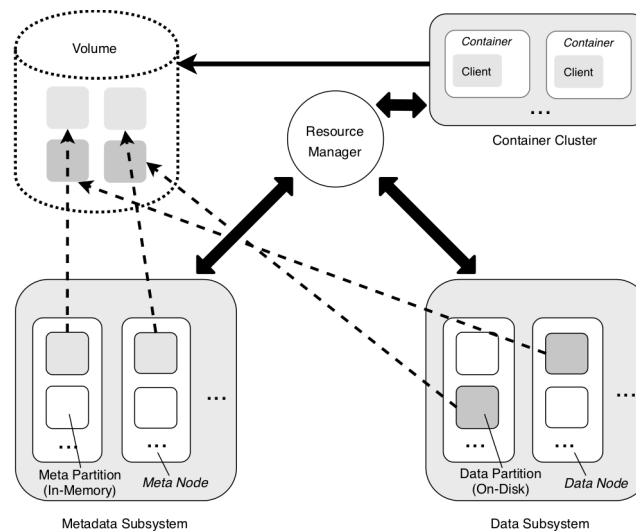 Volume
Container
Container
Client
Client
...
Container Cluster
Resource
Manager
...
...
...
...
Meta Partition
(In-Memory)
Meta Node
Metadata Subsystem
...
...
Data Partition
(On-Disk)
Data Node
Data Subsystem